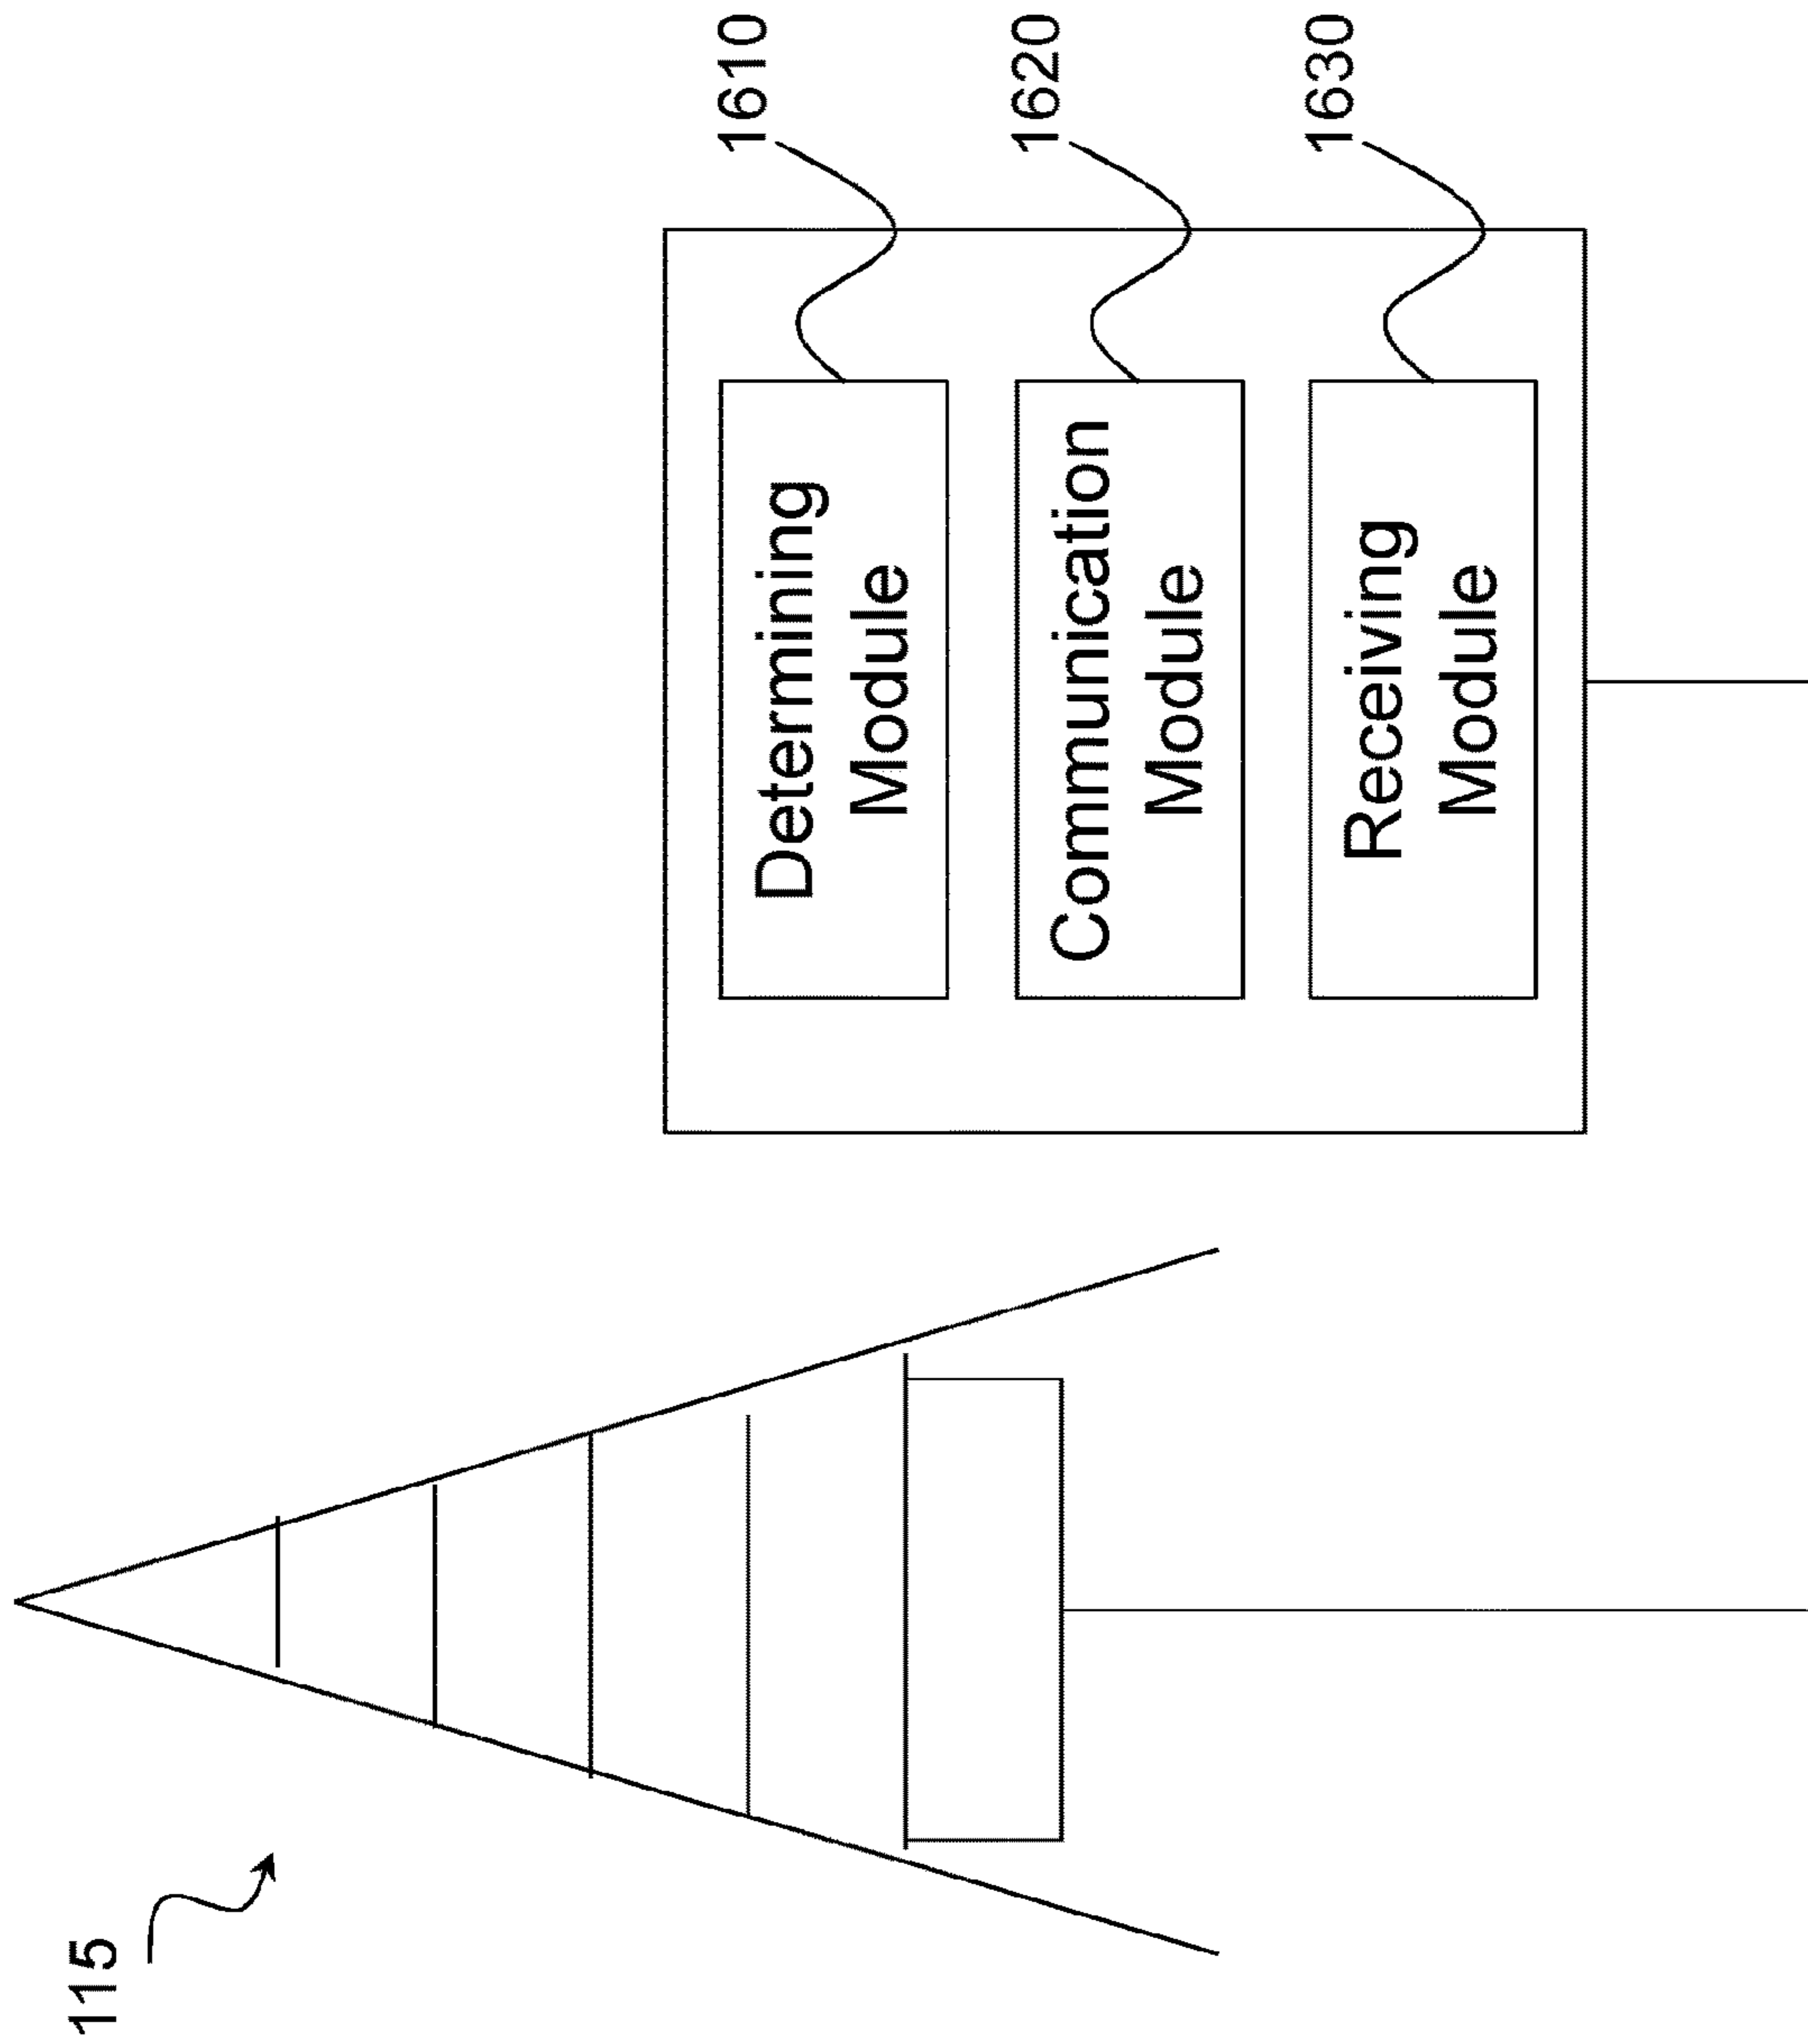 115
Determining
Module
1610
Communication
Module
1620
Receiving
Module
1630